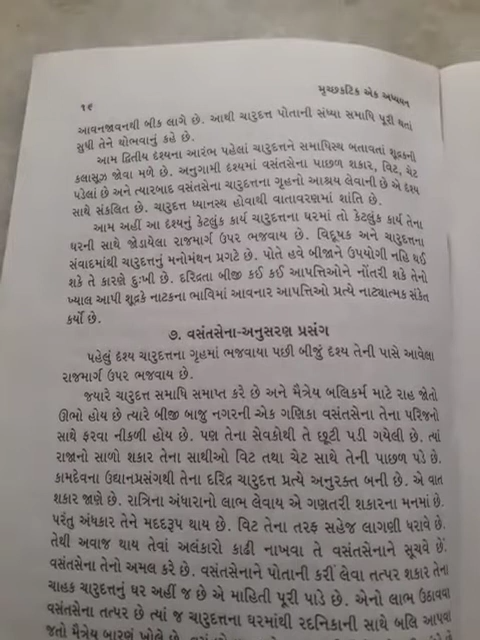 મૃચ્છકટિક એક અધ્યયન
૧૬
આવનજાવનથી બીક લાગે છે. આથી ચારુદત્ત પોતાની સંધ્યા સમાધિ પૂરી થતાં
સુધી તેને થોભવાનું કહે છે.
આમ દ્વિતીય દશ્યના આરંભ પહેલાં ચારુદત્તને સમાધિસ્થ બતાવતાં શૂદ્રકની
કલાસૂઝ જોવા મળે છે. અનુગામી દશ્યમાં વસંતસેના પાછળ શકાર, વિટ, ચેટ
પડેલાં છે અને ત્યારબાદ વસંતસેના ચારુદત્તના ગૃહનો આશ્રય લેવાની છે એ દશ્ય
સાથે સંકલિત છે. ચારુદત્ત ધ્યાનસ્થ હોવાથી વાતાવરણમાં શાંતિ છે.
આમ અહીં આ દશ્યનું કેટલુંક કાર્ય ચારુદત્તના ઘરમાં તો કેટલુંક કાર્ય તેના
ઘરની સાથે જોડાયેલા રાજમાર્ગ ઉપર ભજવાય છે. વિદૂષક અને ચારુદત્તના
સંવાદમાંથી ચારુદત્તનું મનોમંથન પ્રગટે છે. પોતે હવે બીજાને ઉપયોગી નહિ થઈ
શકે તે કારણે દુઃખી છે. દરિદ્રતા બીજી કઈ કઈ આપત્તિઓને નોંતરી શકે તેનો
ખ્યાલ આપી શૂદ્રકે નાટકના ભાવિમાં આવનાર આપત્તિઓ પ્રત્યે નાટ્યાત્મક સંકેત
કર્યો છે.
૭. વસંતસેના-અનુસરણ પ્રસંગ
પહેલું દશ્ય ચારુદત્તના ગૃહમાં ભજવાયા પછી બીજું દશ્ય તેની પાસે આવેલા
રાજમાર્ગ ઉપર ભજવાય છે.
જયારે ચારુદત્ત સમાધિ સમાપ્ત કરે છે અને મૈત્રેય બલિકર્મ માટે રાહ જોતો
ઊભો હોય છે ત્યારે બીજી બાજુ નગરની એક ગણિકા વસંતસેના તેના પરિજનો
સાથે ફરવા નીકળી હોય છે. પણ તેના સેવકોથી તે છૂટી પડી ગયેલી છે. ત્યાં
રાજાનો સાળો શકાર તેના સાથીઓ વિટ તથા ચેટ સાથે તેની પાછળ પડે છે.
કામદેવના ઉદ્યાનપ્રસંગથી તેના દરિદ્ર ચારુદત્ત પ્રત્યે અનુરક્ત બની છે. એ વાત
શકાર જાણે છે. રાત્રિના અંધારાનો લાભ લેવાય એ ગણતરી શકારના મનમાં છે.
પરંતુ અંધકાર તેને મદદરૂપ થાય છે. વિટ તેના તરફ સહેજ લાગણી ધરાવે છે.
તેથી અવાજ થાય તેવાં અલંકારો કાઢી નાખવા તે વસંતસેનાને સૂચવે છે.
વસંતસેના તેનો અમલ કરે છે. વસંતસેનાને પોતાની કરીં લેવા તત્પર શકાર તેના
ચાહક ચારુદત્તનું ઘર અહીં જ છે એ માહિતી પૂરી પાડે છે. એનો લાભ ઉઠાવવા
વસંતસેના તત્પર છે ત્યાં જ ચારુદત્તના ઘરમાંથી રદનિકાની સાથે બલિ આપવા
જતો મૈત્રેય બારણું ખોલે છે.